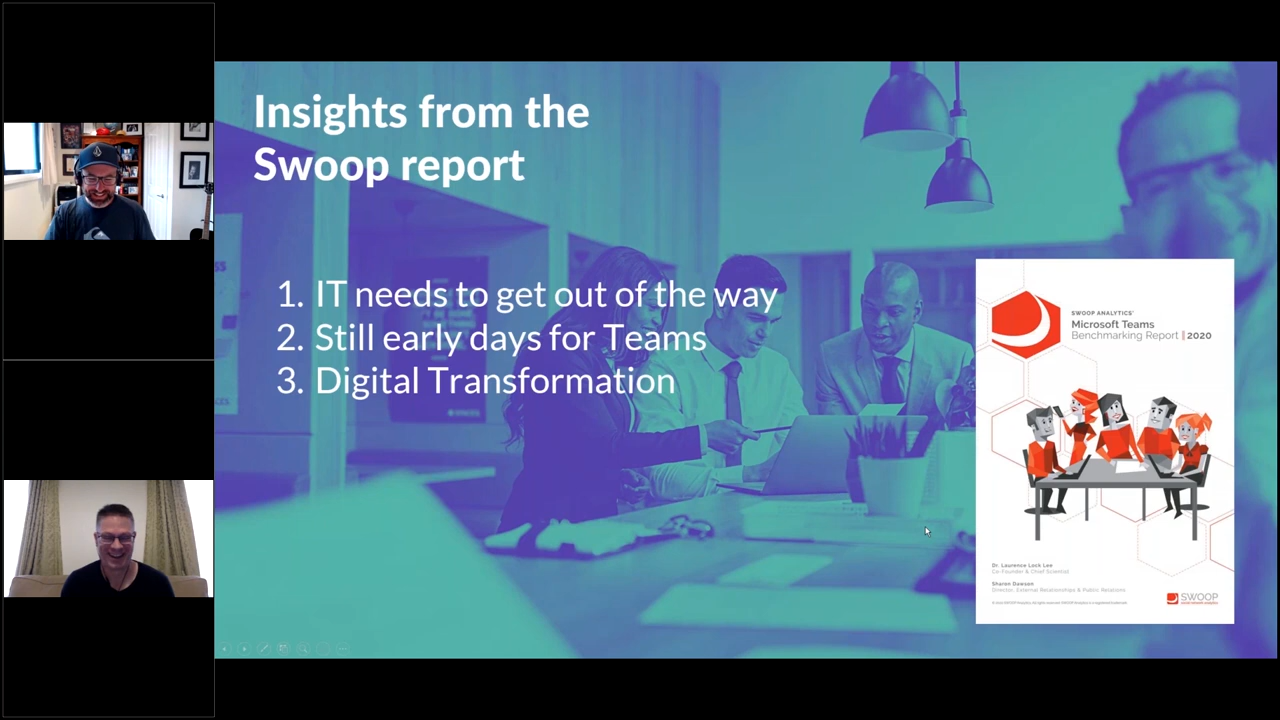 Insights from the
Swoop report
1. IT needs to get out of the way
2. Still early days for Teams
3. Digital Transformation
SWOOP ANALYTICS'
Microsoft Teams
Benchmarking Report 2020
Dr. Laurence Lock Lee
Co-Founder & Chief Scientist
Sharon Dawson
Director, External Relationships & Public Relations
SWOOP